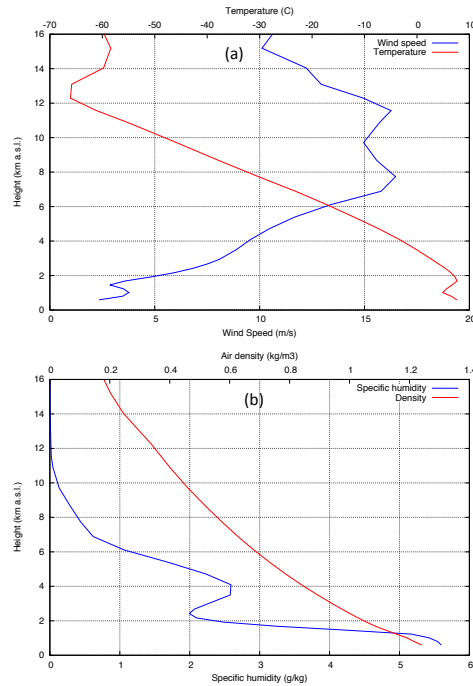 Temperature (C)
-70 -60 -50 -40 -30 -20 -10 0 10
16
(a)
Wind speed
Temperature
14
12
10
Height (km a.s.l.)
8
6
4
2
0
0 5 10 15 20
Wind Speed (m/s)
Air density (kg/m3)
0 0.2 0.4 0.6 0.8 1 1.2 1.4
16
(b)
Specific humidity
Density
14
12
10
Height (km a.s.l.)
8
6
4
2
0
0 1 2 3 4 5 6
Specific humidity (g/kg)